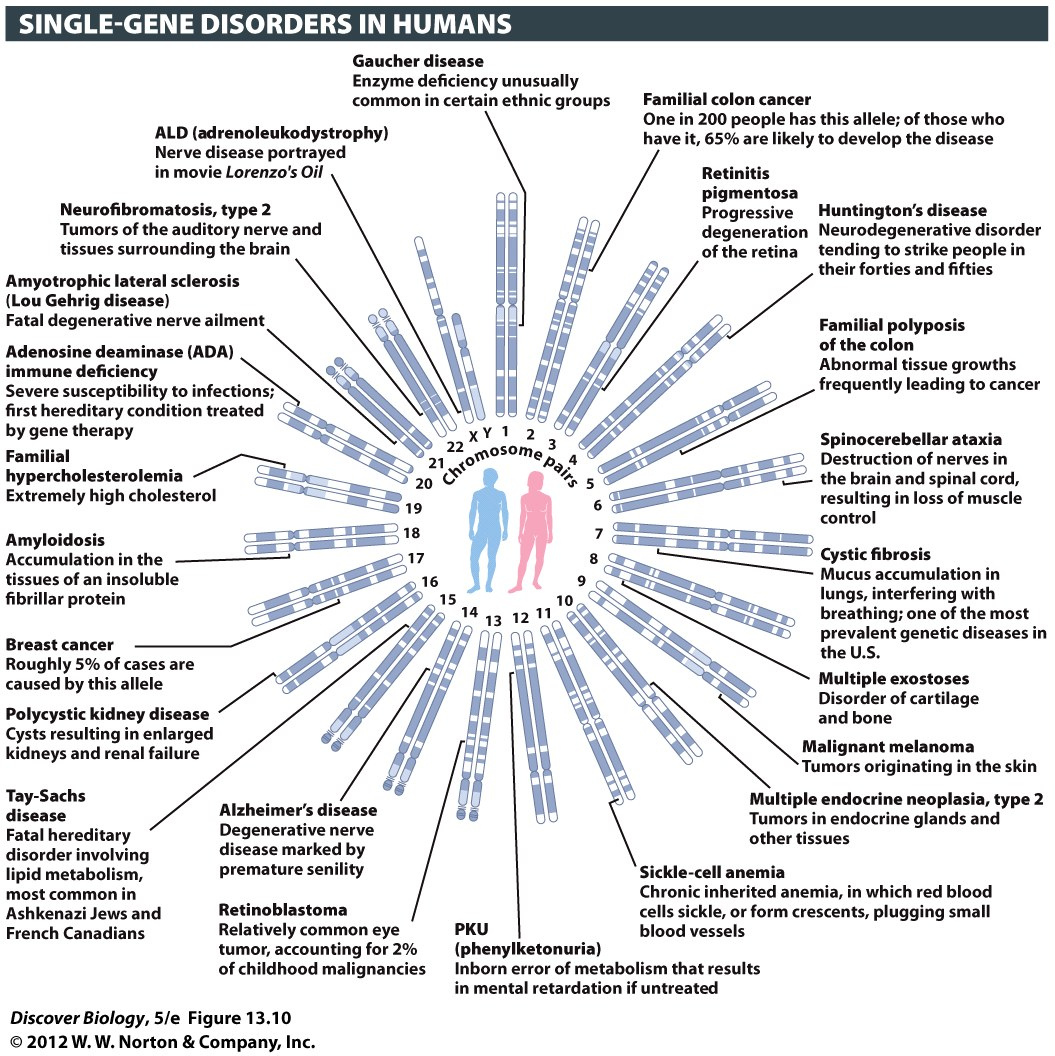 SINGLE-GENE DISORDERS IN HUMANS
Gaucher disease
Enzyme deficiency unusually
common in certain ethnic groups
Familial colon cancer
One in 200 people has this allele; of those who
have it, 65% are likely to develop the disease
Retinitis
pigmentosa
Progressive
degeneration
of the retina
Huntington's disease
Neurodegenerative disorder
tending to strike people in
their forties and fifties
Familial polyposis
of the colon
Abnormal tissue growths
frequently leading to cancer
Spinocerebellar ataxia
Destruction of nerves in
the brain and spinal cord,
resulting in loss of muscle
control
Cystic fibrosis
Mucus accumulation in
lungs, interfering with
breathing; one of the most
prevalent genetic diseases in
the U.S.
Multiple exostoses
Disorder of cartilage
and bone
Malignant melanoma
Tumors originating in the skin
Multiple endocrine neoplasia, type 2
Tumors in endocrine glands and
other tissues
Sickle-cell anemia
Chronic inherited anemia, in which red blood
cells sickle, or form crescents, plugging small
blood vessels
PKU
(phenylketonuria)
Inborn error of metabolism that results
in mental retardation if untreated
Retinoblastoma
Relatively common eye
tumor, accounting for 2%
of childhood malignancies
Alzheimer's disease
Degenerative nerve
disease marked by
premature senility
Tay-Sachs
disease
Fatal hereditary
disorder involving
lipid metabolism,
most common in
Ashkenazi Jews and
French Canadians
Polycystic kidney disease
Cysts resulting in enlarged
kidneys and renal failure
Breast cancer
Roughly 5% of cases are
caused by this allele
Amyloidosis
Accumulation in the
tissues of an insoluble
fibrillar protein
Familial
hypercholesterolemia
Extremely high cholesterol
Adenosine deaminase (ADA)
immune deficiency
Severe susceptibility to infections;
first hereditary condition treated
by gene therapy
Amyotrophic lateral sclerosis
(Lou Gehrig disease)
Fatal degenerative nerve ailment
Neurofibromatosis, type 2
Tumors of the auditory nerve and
tissues surrounding the brain
ALD (adrenoleukodystrophy)
Nerve disease portrayed
in movie Lorenzo's Oil
Chromosome pairs
1
2
3
4
5
6
7
8
9
10
11
12
13
14
15
16
17
18
19
20
21
22
X Y
Discover Biology, 5/e Figure 13.10
© 2012 W. W. Norton & Company, Inc.